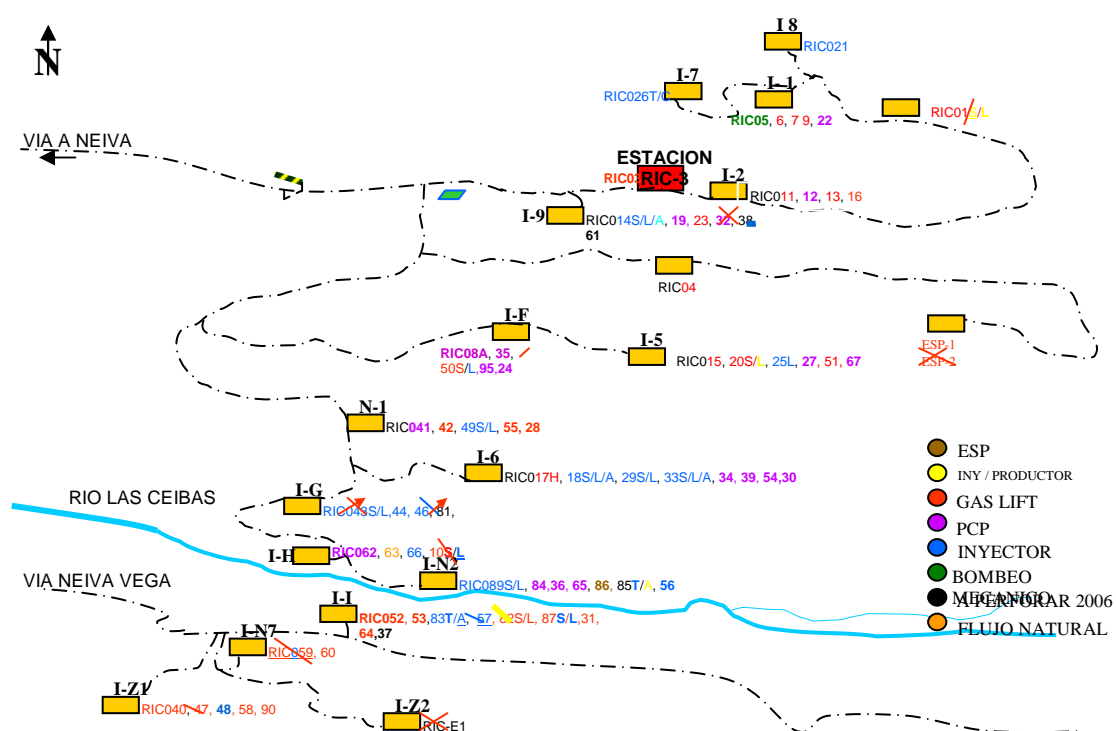 N
I 8
RIC021
I-7
I-1
RIC026T/C
RIC05, 6, 7 9, 22
RIC01S/L
VIA A NEIVA
ESTACION
RIC03
RIC-3
I-2
RIC011, 12, 13, 16
I-9
RIC014S/L/A, 19, 23, 32, 38,
61
RIC04
I-F
RIC08A, 35,
50S/L,95,24
I-5
RIC015, 20S/L, 25L, 27, 51, 67
ESP-1
ESP-2
N-1
RIC041, 42, 49S/L, 55, 28
I-6
RIC017H, 18S/L/A, 29S/L, 33S/L/A, 34, 39, 54,30
RIO LAS CEIBAS
I-G
RIC043S/L,44, 46, 81,
I-H
RIC062, 63, 66, 10S/L
I-N2
RIC089S/L, 84,36, 65, 86, 85T/A, 56
VIA NEIVA VEGA
I-I
RIC052, 53,83T/A, 57, 82S/L, 87S/L,31,
64,37
I-N7
RIC059, 60
I-Z1
RIC040, 47, 48, 58, 90
I-Z2
RIC-E1
ESP
INY / PRODUCTOR
GAS LIFT
PCP
INYECTOR
BOMBEO
MECANICO
A PERFORAR 2006
FLUJO NATURAL